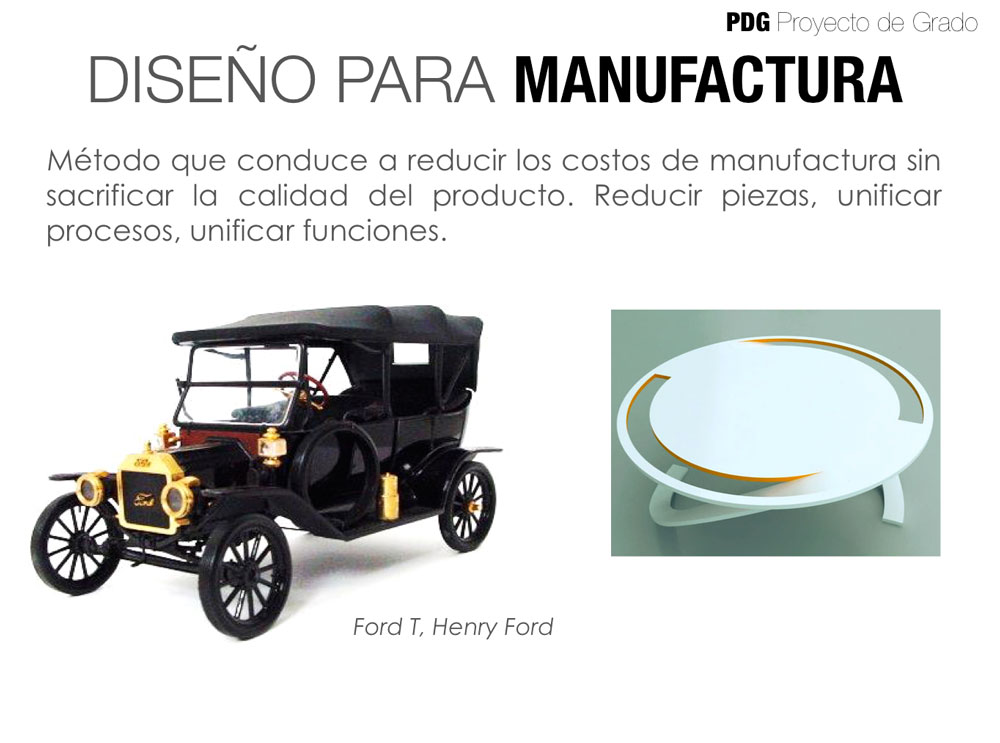 PDG Proyecto de Grado
DISEÑO PARA MANUFACTURA
Método que conduce a reducir los costos de manufactura sin
sacrificar la calidad del producto. Reducir piezas, unificar
procesos, unificar funciones.
Ford
Ford T, Henry Ford